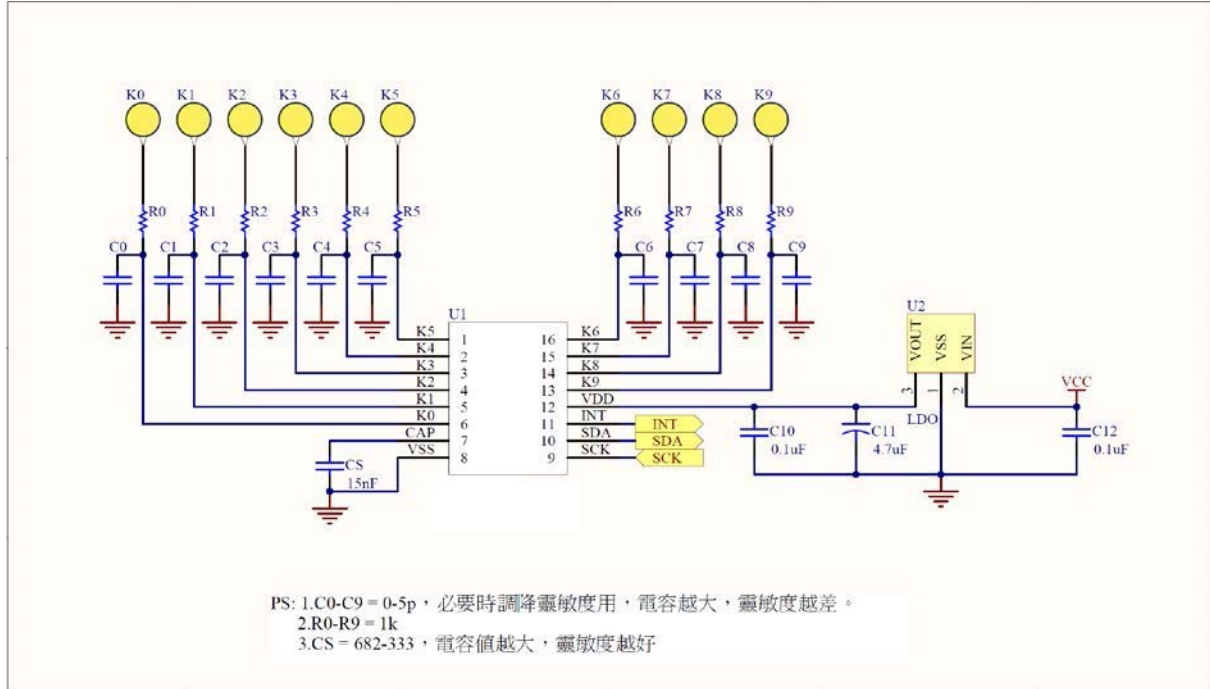 K0 K1 K2 K3 K4 K5 K6 K7 K8 K9
R0 R1 R2 R3 R4 R5 R6 R7 R8 R9
C0 C1 C2 C3 C4 C5 C6 C7 C8 C9
U1
U2
VOUT
VSS
VIN
3
1
2
LDO
VCC
K5 1 16 K6
K4 2 15 K7
K3 3 14 K8
K2 4 13 K9
K1 5 12 VDD
K0 6 11 INT INT
CAP 7 10 SDA SDA
VSS 8 9 SCK SCK
CS
15nF
C10
0.1uF
C11
4.7uF
C12
0.1uF
PS: 1.C0-C9 = 0-5p，必要時調降靈敏度用，電容越大，靈敏度越差。
2.R0-R9 = 1k
3.CS = 682-333，電容值越大，靈敏度越好